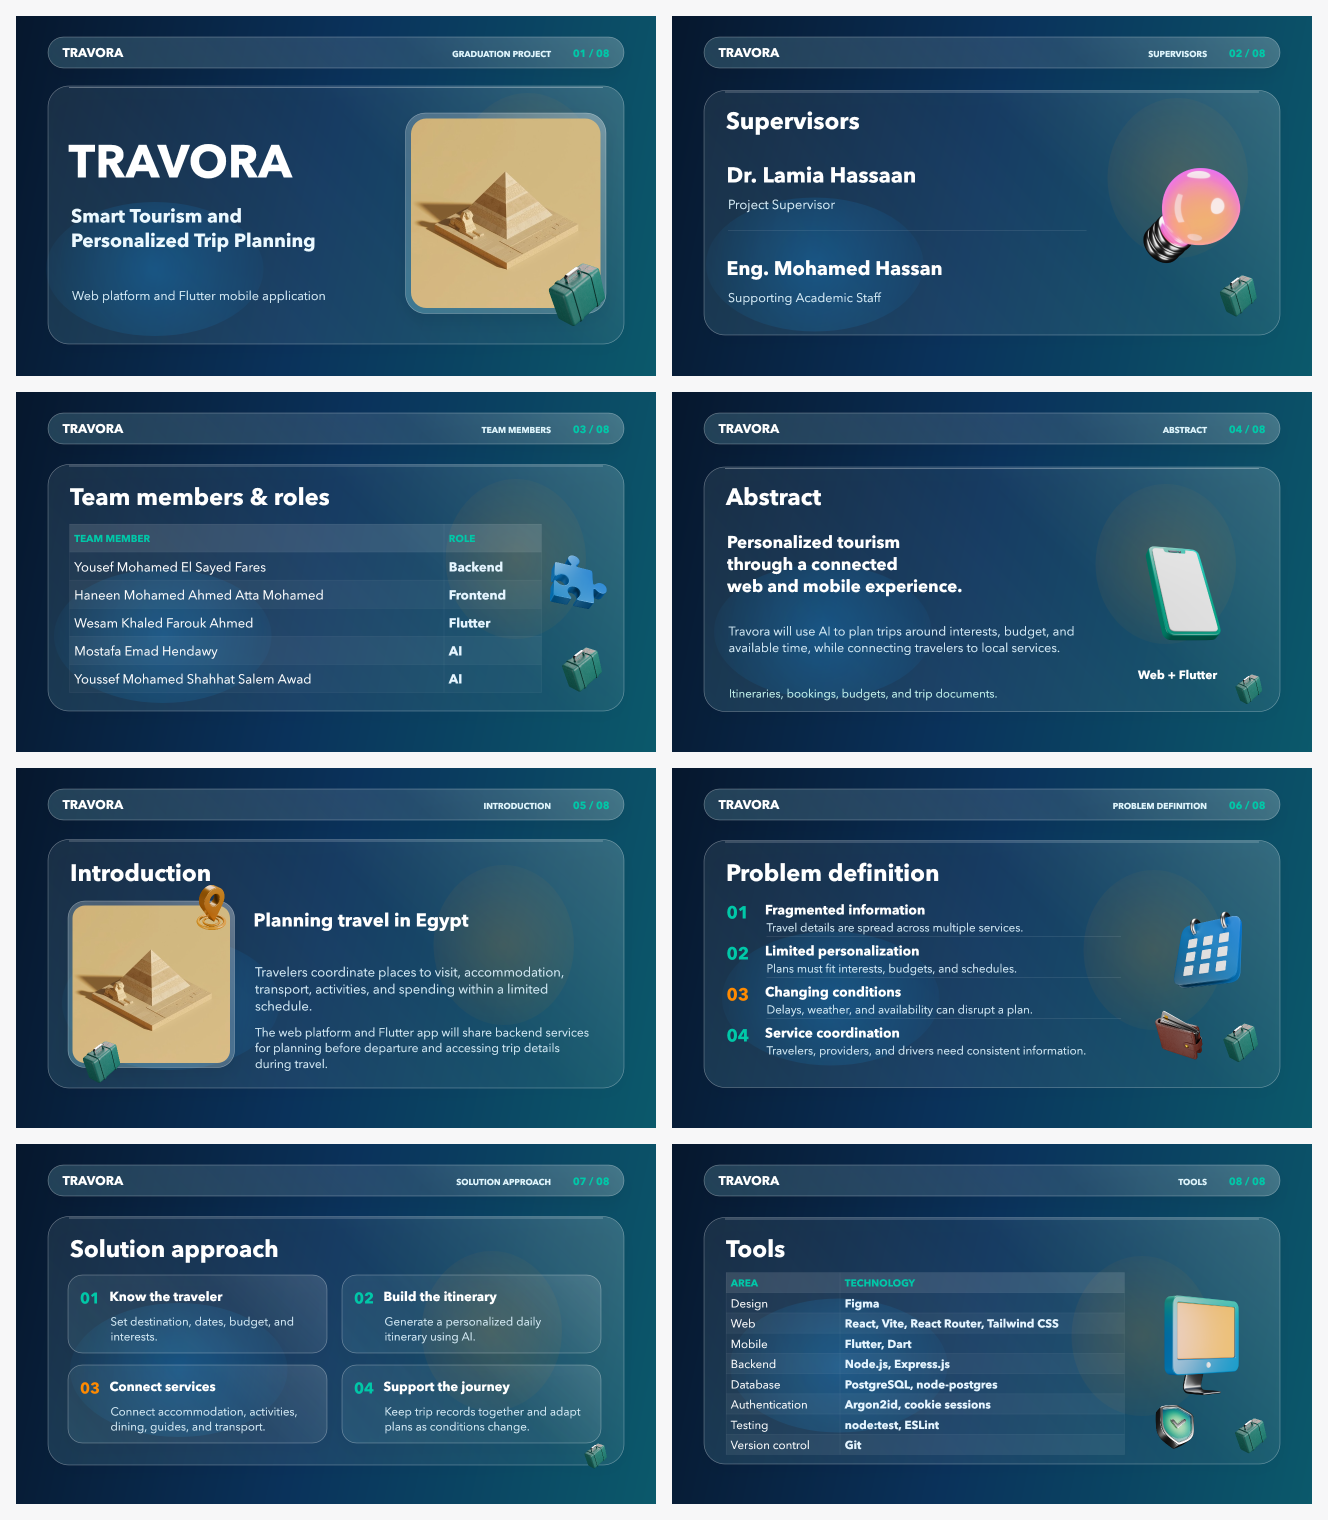 TRAVORA
GRADUATION PROJECT 01 / 08
TRAVORA
Smart Tourism and
Personalized Trip Planning
Web platform and Flutter mobile application
TRAVORA
SUPERVISORS 02 / 08
Supervisors
Dr. Lamia Hassaan
Project Supervisor
Eng. Mohamed Hassan
Supporting Academic Staff
TRAVORA
TEAM MEMBERS 03 / 08
Team members & roles
TEAM MEMBER ROLE
Yousef Mohamed El Sayed Fares Backend
Haneen Mohamed Ahmed Atta Mohamed Frontend
Wesam Khaled Farouk Ahmed Flutter
Mostafa Emad Hendawy AI
Youssef Mohamed Shahhat Salem Awad AI
TRAVORA
ABSTRACT 04 / 08
Abstract
Personalized tourism
through a connected
web and mobile experience.
Travora will use AI to plan trips around interests, budget, and
available time, while connecting travelers to local services.
Itineraries, bookings, budgets, and trip documents.
Web + Flutter
TRAVORA
INTRODUCTION 05 / 08
Introduction
Planning travel in Egypt
Travelers coordinate places to visit, accommodation,
transport, activities, and spending within a limited
schedule.
The web platform and Flutter app will share backend services
for planning before departure and accessing trip details
during travel.
TRAVORA
PROBLEM DEFINITION 06 / 08
Problem definition
01 Fragmented information
Travel details are spread across multiple services.
02 Limited personalization
Plans must fit interests, budgets, and schedules.
03 Changing conditions
Delays, weather, and availability can disrupt a plan.
04 Service coordination
Travelers, providers, and drivers need consistent information.
TRAVORA
SOLUTION APPROACH 07 / 08
Solution approach
01 Know the traveler
Set destination, dates, budget, and
interests.
02 Build the itinerary
Generate a personalized daily
itinerary using AI.
03 Connect services
Connect accommodation, activities,
dining, guides, and transport.
04 Support the journey
Keep trip records together and adapt
plans as conditions change.
TRAVORA
TOOLS 08 / 08
Tools
AREA TECHNOLOGY
Design Figma
Web React, Vite, React Router, Tailwind CSS
Mobile Flutter, Dart
Backend Node.js, Express.js
Database PostgreSQL, node-postgres
Authentication Argon2id, cookie sessions
Testing node:test, ESLint
Version control Git